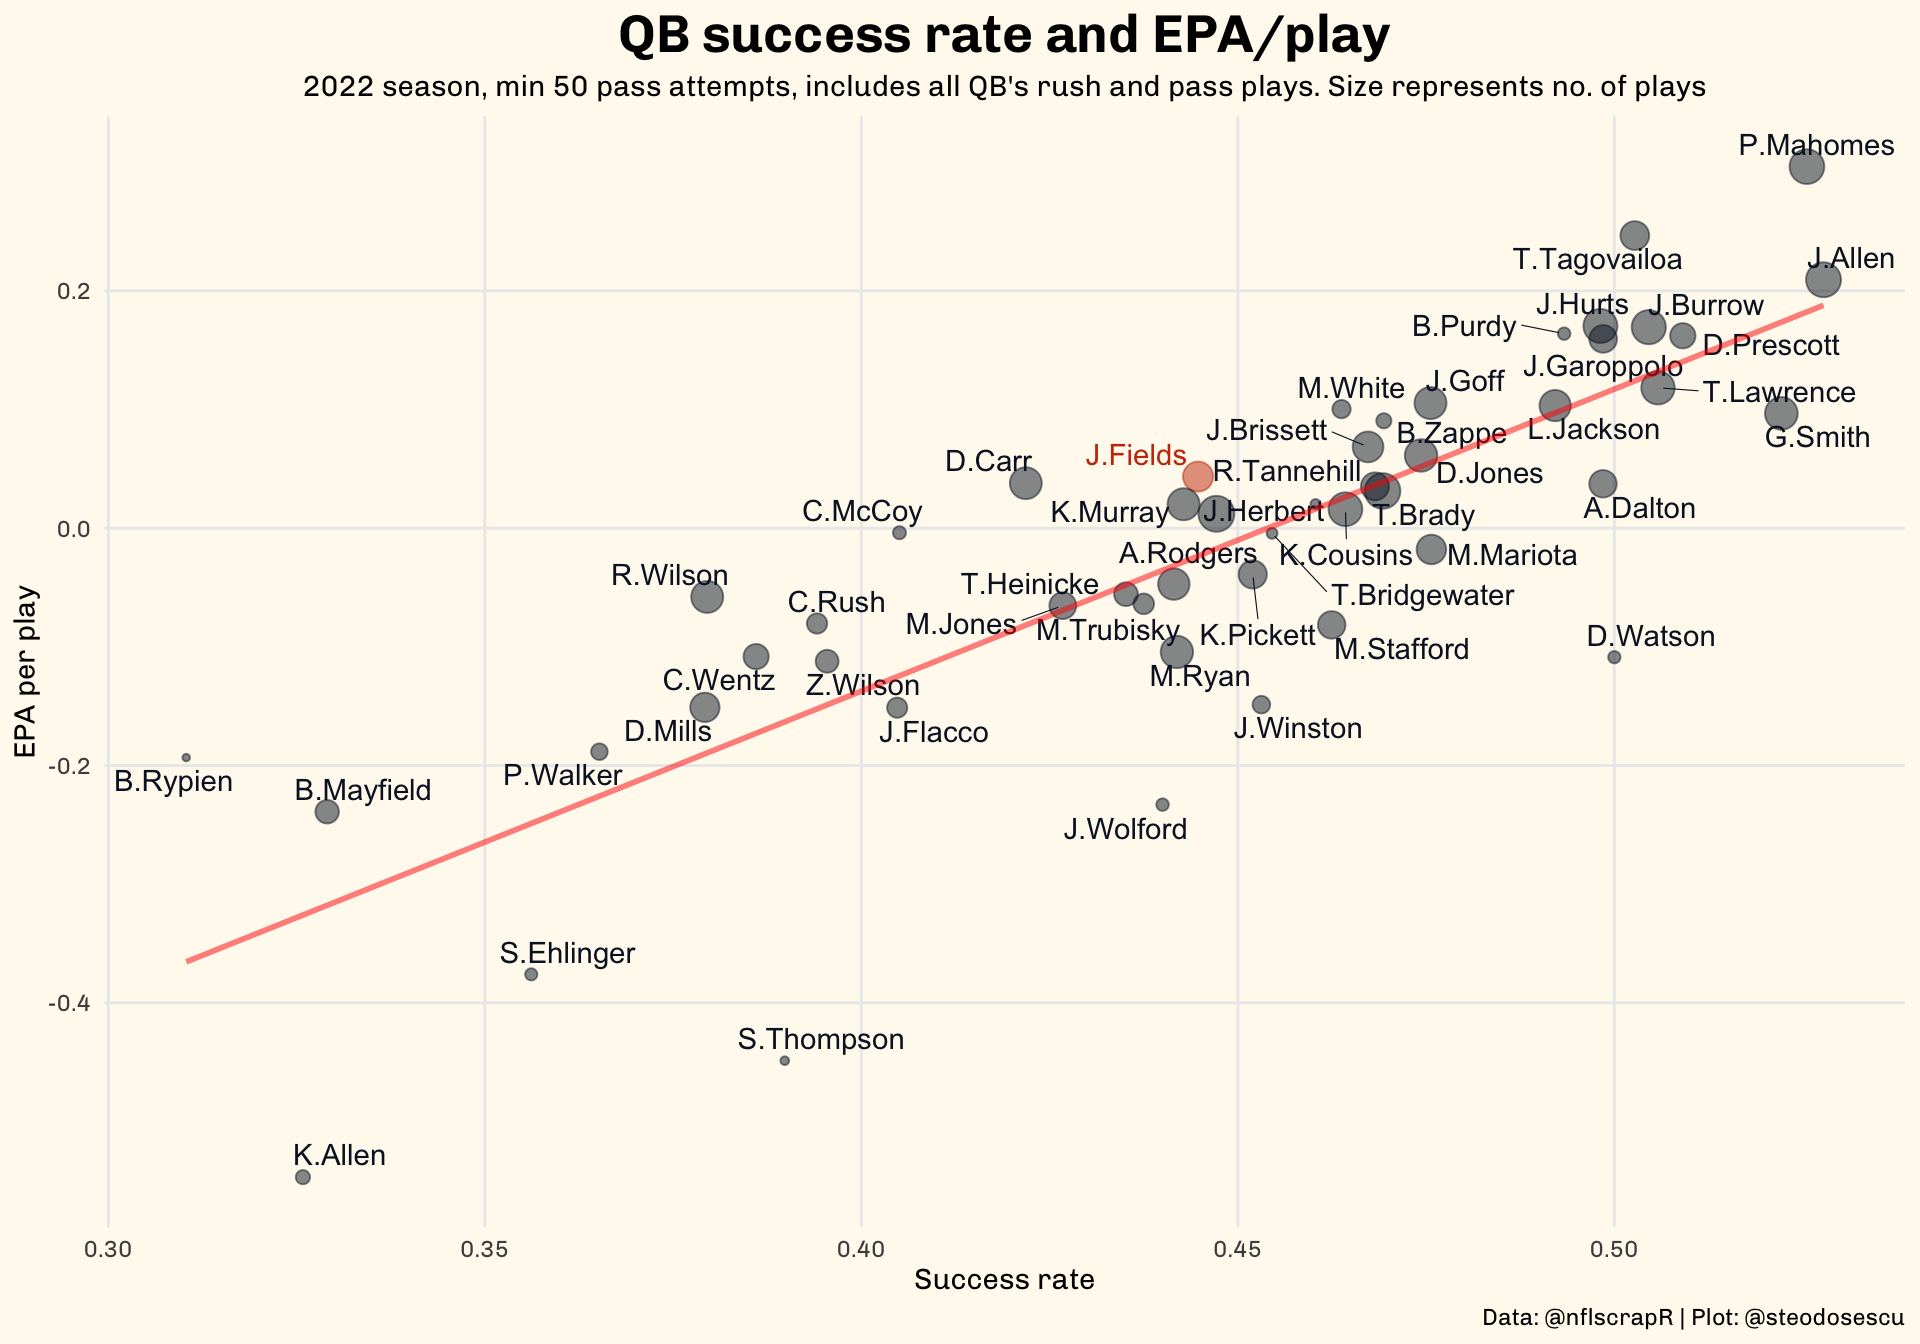 QB success rate and EPA/play
2022 season, min 50 pass attempts, includes all QB's rush and pass plays. Size represents no. of plays
P.Mahomes
T.Tagovailoa
J.Allen
0.2
J.Hurts
J.Burrow
B.Purdy
D.Prescott
J.Garoppolo
J.Goff
M.White
T.Lawrence
J.Brissett
B.Zappe
L.Jackson
G.Smith
J.Fields
D.Carr
R.Tannehill
D.Jones
C.McCoy
K.Murray
J.Herbert
T.Brady
A.Dalton
0.0
A.Rodgers
K.Cousins
M.Mariota
R.Wilson
T.Heinicke
T.Bridgewater
C.Rush
M.Jones
M.Trubisky
K.Pickett
D.Watson
M.Stafford
C.Wentz
Z.Wilson
M.Ryan
D.Mills
J.Flacco
J.Winston
-0.2
B.Rypien
P.Walker
B.Mayfield
J.Wolford
S.Ehlinger
-0.4
S.Thompson
K.Allen
EPA per play
0.30
0.35
0.40
0.45
0.50
Success rate
Data: @nflscrapR | Plot: @steodosescu